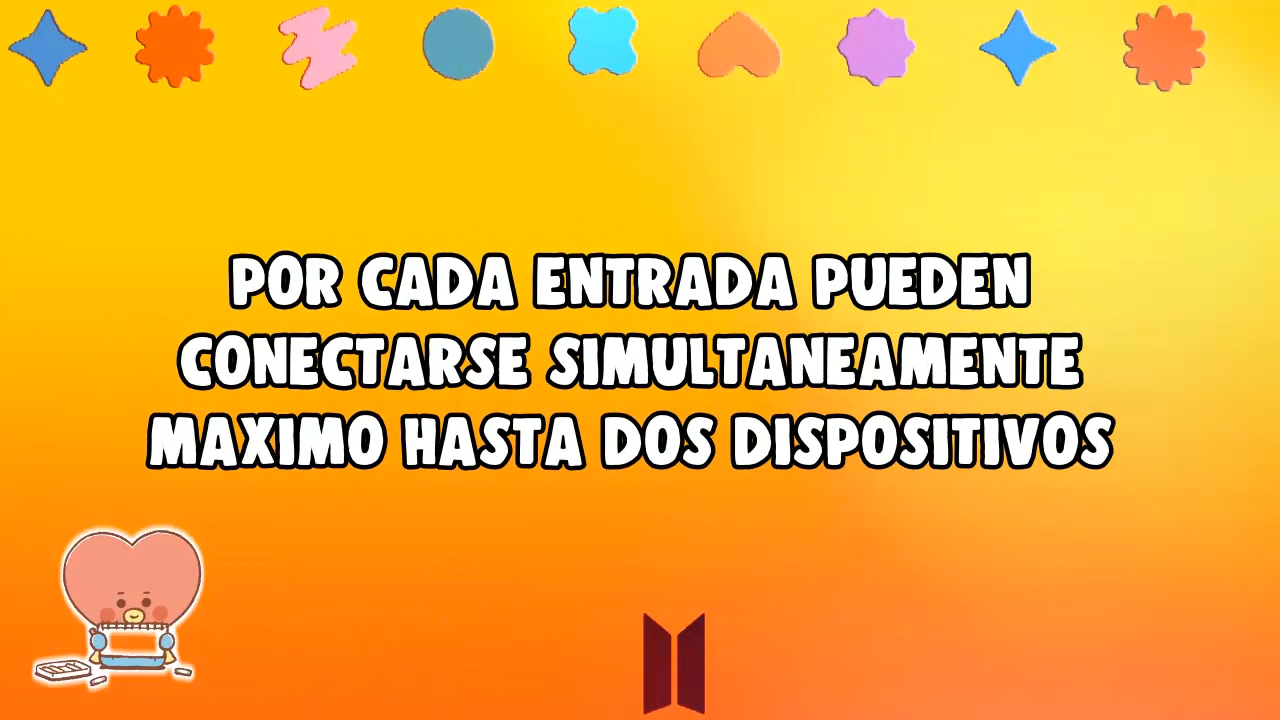 POR CADA ENTRADA PUEDEN
CONECTARSE SIMULTANEAMENTE
MAXIMO HASTA DOS DISPOSITIVOS